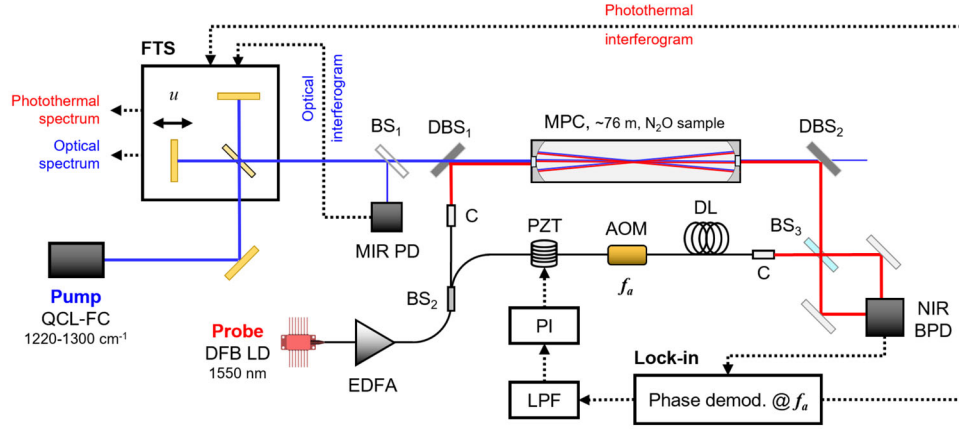 Photothermal
interferogram
FTS
u
Photothermal
spectrum
Optical
spectrum
Optical
interferogram
BS1
DBS1
MPC, ~76 m, N2O sample
DBS2
MIR PD
C
PZT
AOM
DL
BS3
fa
C
Pump
QCL-FC
1220-1300 cm-1
BS2
Probe
DFB LD
1550 nm
EDFA
PI
NIR
BPD
LPF
Lock-in
Phase demod. @ fa